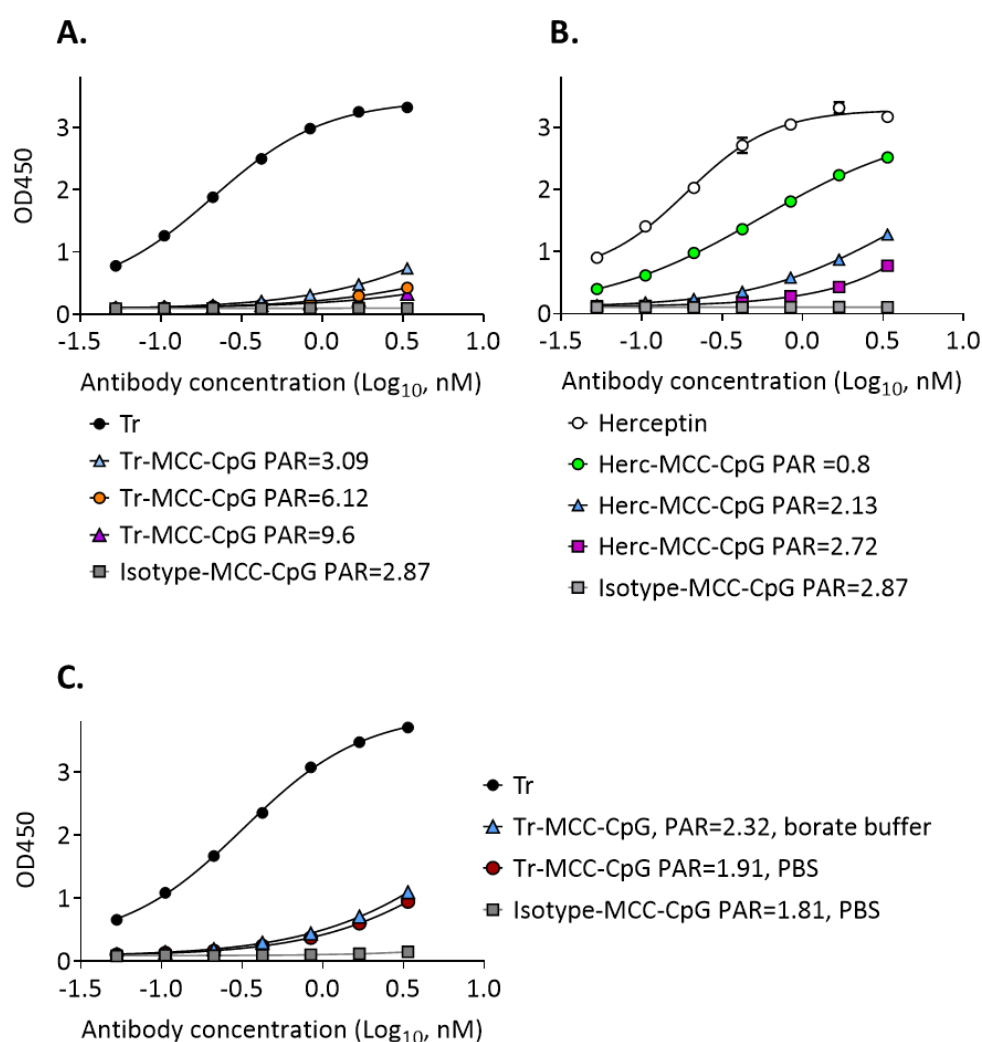 A.
OD450
3
2
1
0
-1.5 -1.0 -0.5 0.0 0.5 1.0
Antibody concentration (Log10, nM)
Tr
Tr-MCC-CpG PAR=3.09
Tr-MCC-CpG PAR=6.12
Tr-MCC-CpG PAR=9.6
Isotype-MCC-CpG PAR=2.87
B.
3
2
1
0
-1.5 -1.0 -0.5 0.0 0.5 1.0
Antibody concentration (Log10, nM)
Herceptin
Herc-MCC-CpG PAR =0.8
Herc-MCC-CpG PAR=2.13
Herc-MCC-CpG PAR=2.72
Isotype-MCC-CpG PAR=2.87
C.
OD450
3
2
1
0
-1.5 -1.0 -0.5 0.0 0.5 1.0
Antibody concentration (Log10, nM)
Tr
Tr-MCC-CpG, PAR=2.32, borate buffer
Tr-MCC-CpG PAR=1.91, PBS
Isotype-MCC-CpG PAR=1.81, PBS